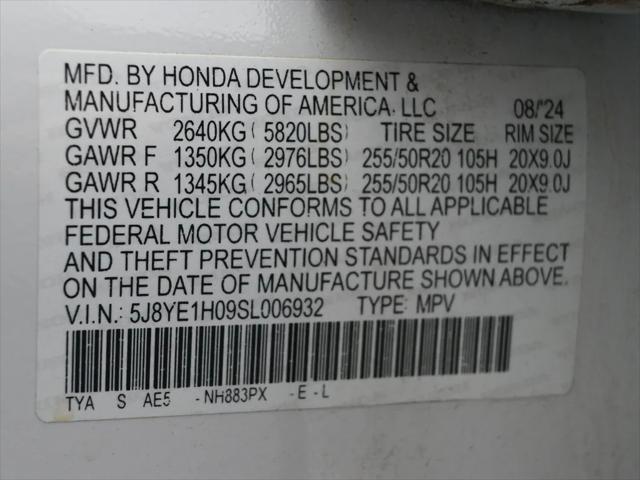 MFD. BY HONDA DEVELOPMENT &
MANUFACTURING OF AMERICA, LLC 08/'24
GVWR 2640KG( 5820LBS) TIRE SIZE RIM SIZE
GAWR F 1350KG( 2976LBS) 255/50R20 105H 20X9.0J
GAWR R 1345KG( 2965LBS) 255/50R20 105H 20X9.0J
THIS VEHICLE CONFORMS TO ALL APPLICABLE
FEDERAL MOTOR VEHICLE SAFETY
AND THEFT PREVENTION STANDARDS IN EFFECT
ON THE DATE OF MANUFACTURE SHOWN ABOVE.
V.I.N.: 5J8YE1H09SL006932 TYPE: MPV
TYA S AE5 -NH883PX -E-L